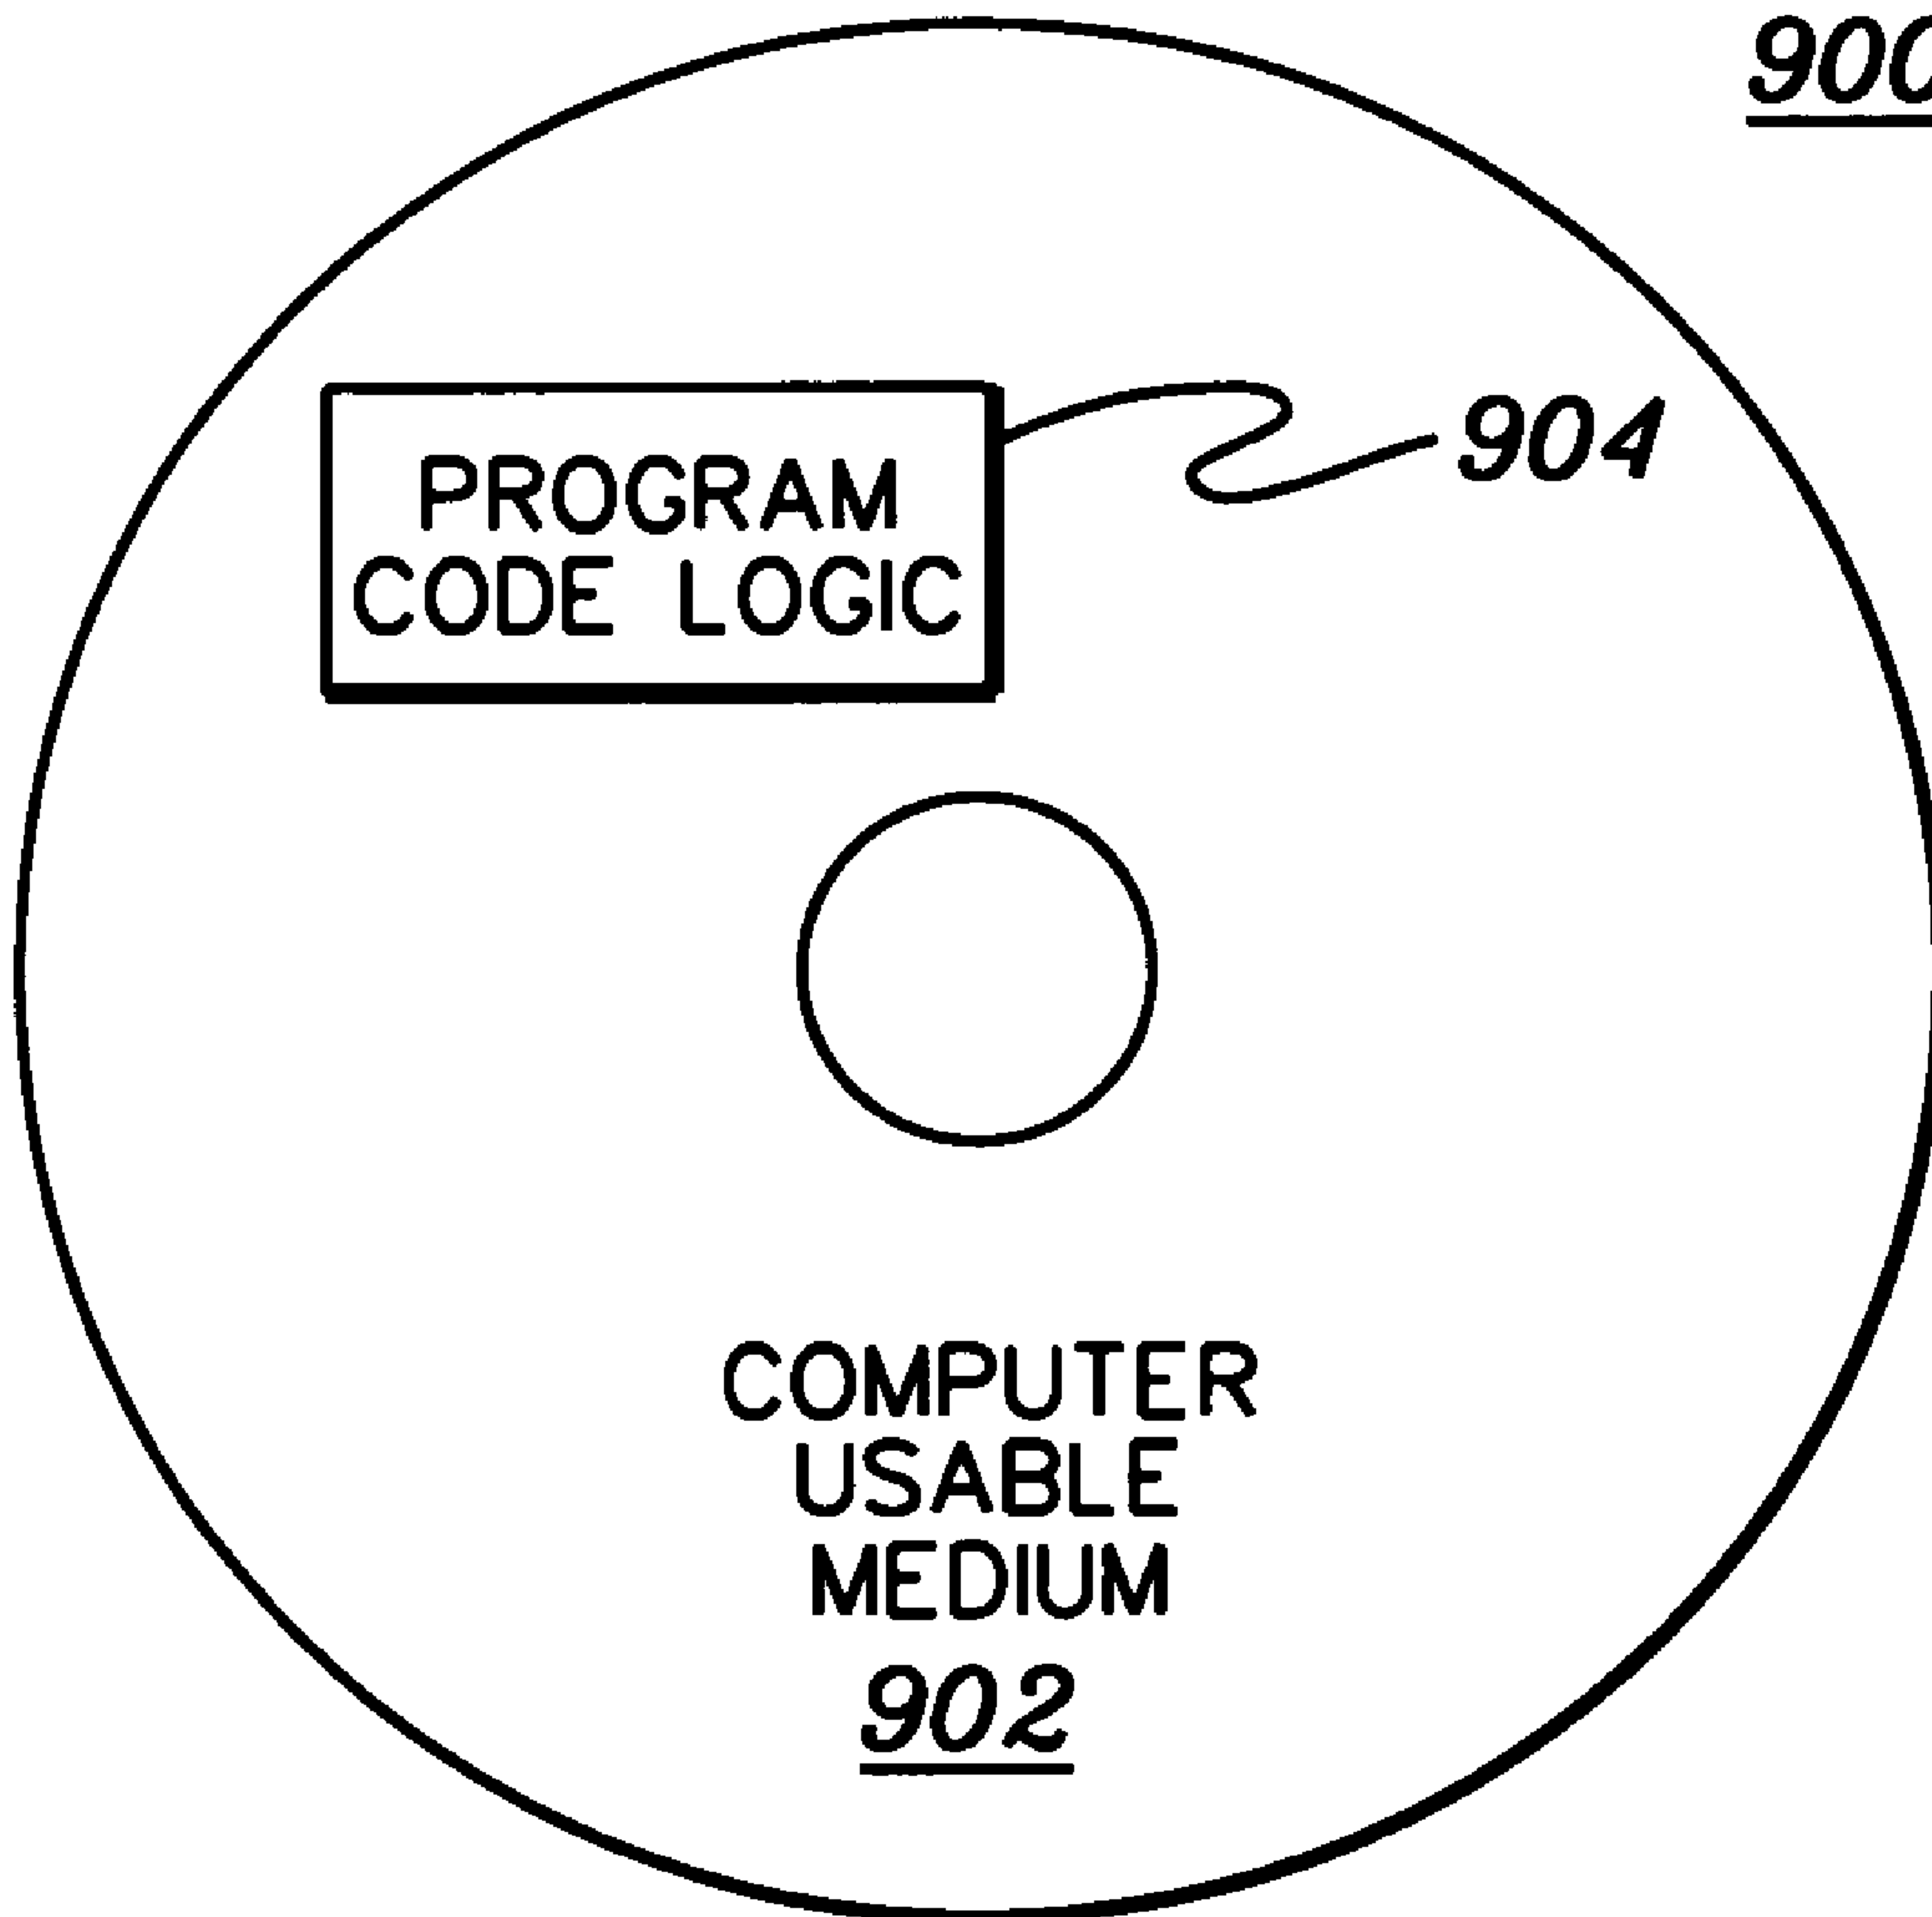 900
PROGRAM
CODE LOGIC
904
COMPUTER
USABLE
MEDIUM
902